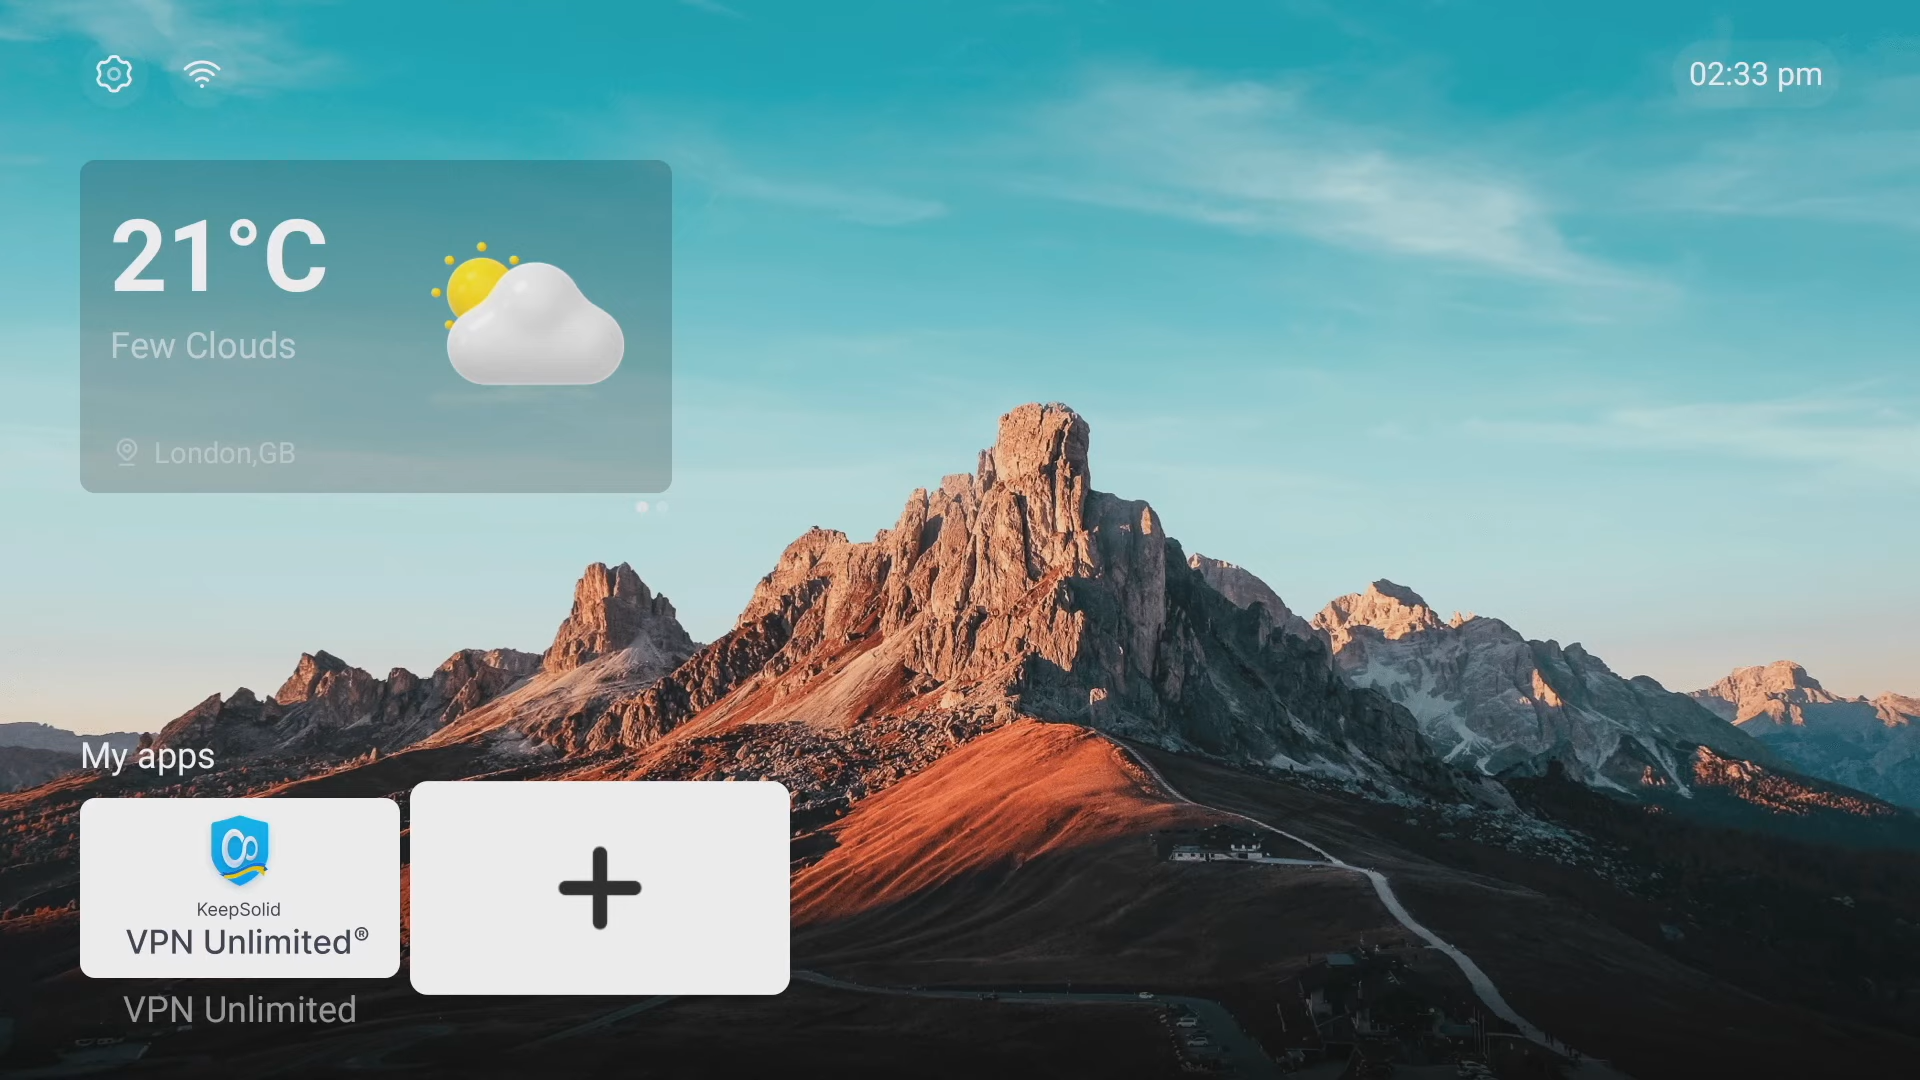 02:33 pm
21°C
Few Clouds
London,GB
My apps
KeepSolid
VPN Unlimited®
VPN Unlimited